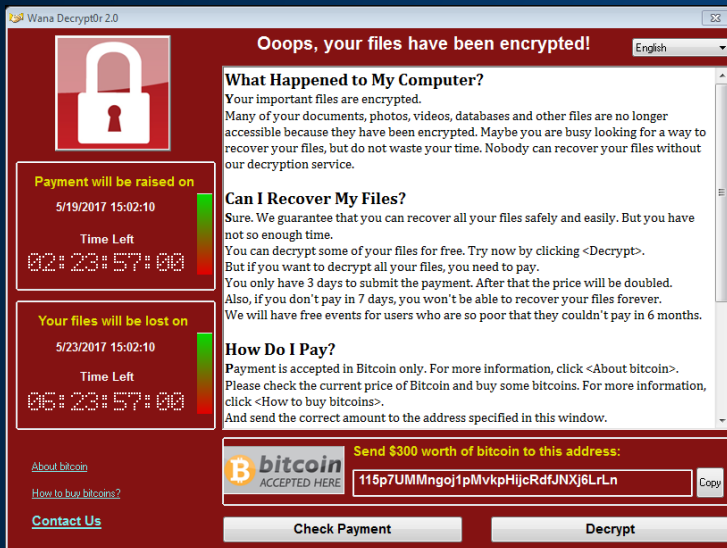 Wana Decrypt0r 2.0
Ooops, your files have been encrypted!
English
Payment will be raised on
5/19/2017 15:02:10
Time Left
02:23:57:00
Your files will be lost on
5/23/2017 15:02:10
Time Left
06:23:57:00
About bitcoin
How to buy bitcoins?
Contact Us
What Happened to My Computer?
Your important files are encrypted.
Many of your documents, photos, videos, databases and other files are no longer
accessible because they have been encrypted. Maybe you are busy looking for a way to
recover your files, but do not waste your time. Nobody can recover your files without
our decryption service.
Can I Recover My Files?
Sure. We guarantee that you can recover all your files safely and easily. But you have
not so enough time.
You can decrypt some of your files for free. Try now by clicking <Decrypt>.
But if you want to decrypt all your files, you need to pay.
You only have 3 days to submit the payment. After that the price will be doubled.
Also, if you don't pay in 7 days, you won't be able to recover your files forever.
We will have free events for users who are so poor that they couldn't pay in 6 months.
How Do I Pay?
Payment is accepted in Bitcoin only. For more information, click <About bitcoin>.
Please check the current price of Bitcoin and buy some bitcoins. For more information,
click <How to buy bitcoins>.
And send the correct amount to the address specified in this window.
bitcoin
ACCEPTED HERE
Send $300 worth of bitcoin to this address:
115p7UMMngoj1pMvkpHijcRdfJNXj6LrLn
Copy
Check Payment
Decrypt